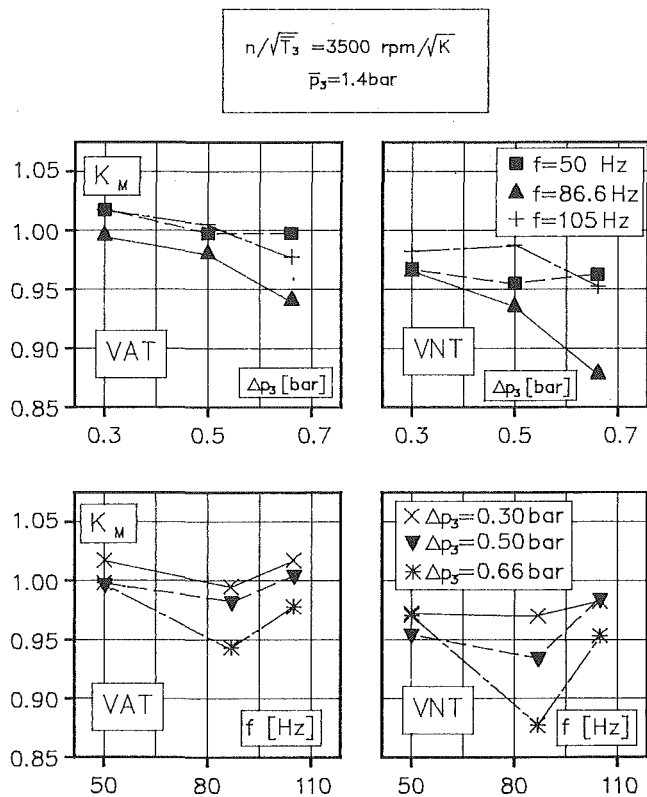 n/√T̿₃ =3500 rpm/√K
p̅₃=1.4bar
1.05
1.00
0.95
0.90
0.85
K_M
VAT
Δp₃ [bar]
0.3 0.5 0.7
f=50 Hz
f=86.6 Hz
f=105 Hz
VNT
Δp₃ [bar]
0.3 0.5 0.7
1.05
1.00
0.95
0.90
0.85
K_M
VAT
f [Hz]
50 80 110
Δp₃=0.30 bar
Δp₃=0.50 bar
Δp₃=0.66 bar
VNT
f [Hz]
50 80 110